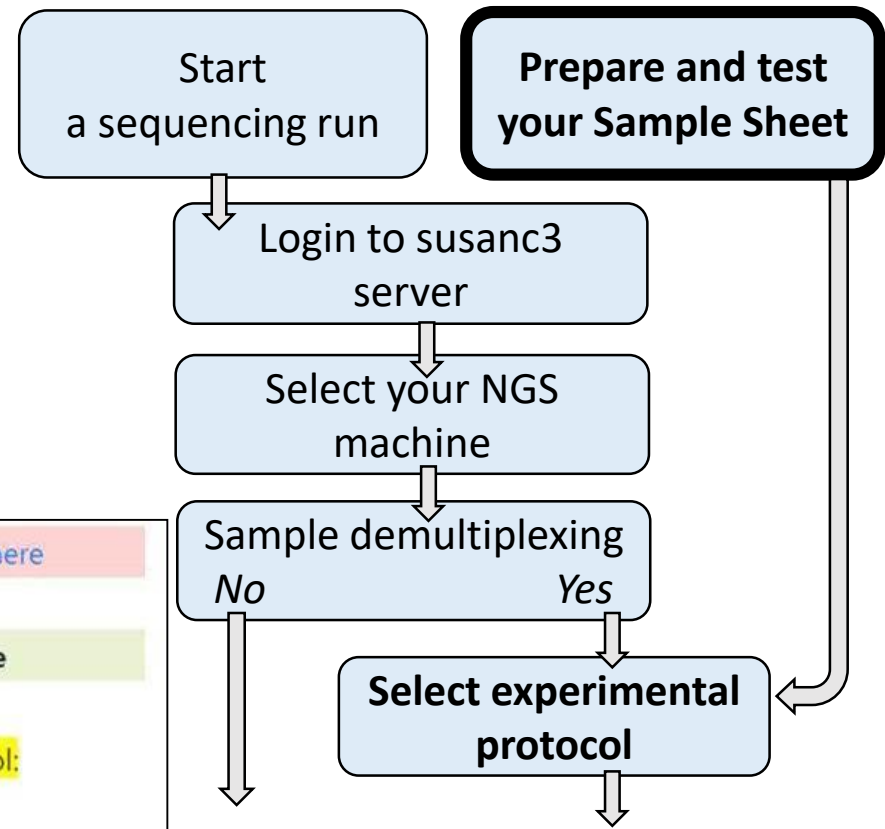 Start
a sequencing run
Prepare and test
your Sample Sheet
Login to susanc3
server
Select your NGS
machine
Sample demultiplexing
No Yes
Select experimental
protocol